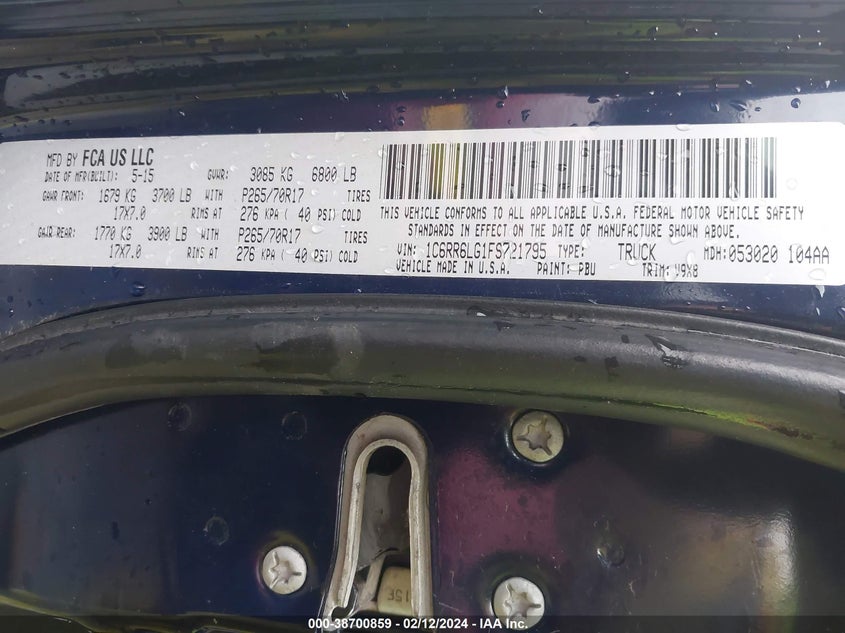 MFD BY FCA US LLC
DATE OF MFR(BUILT) 5-15 GVWR: 3085 KG 6800 LB
GAWR FRONT: 1679 KG 3700 LB WITH P265/70R17 TIRES
17X7.0 RIMS AT 276 KPA ( 40 PSI) COLD
GAWR REAR: 1770 KG 3900 LB WITH P265/70R17 TIRES
17X7.0 RIMS AT 276 KPA ( 40 PSI) COLD
THIS VEHICLE CONFORMS TO ALL APPLICABLE U.S.A. FEDERAL MOTOR VEHICLE SAFETY
STANDARDS IN EFFECT ON THE DATE OF MANUFACTURE SHOWN ABOVE.
VIN: 1C6RR6LG1FS721795 TYPE: TRUCK MDH: 053020 104AA
VEHICLE MADE IN U.S.A. PAINT: PBU TRIM: V9X8
15F
000-38700859 - 02/12/2024 - IAA Inc.